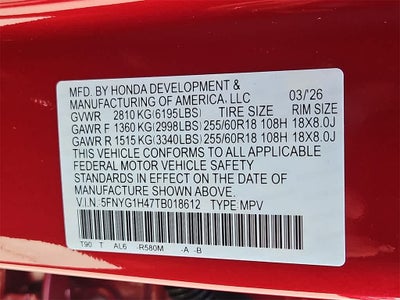 MFD. BY HONDA DEVELOPMENT &
MANUFACTURING OF AMERICA, LLC 03/26
GVWR 2810 KG(6195LBS) TIRE SIZE RIM SIZE
GAWR F 1360 KG(2998LBS) 255/60R18 108H 18X8.0J
GAWR R 1515 KG(3340LBS) 255/60R18 108H 18X8.0J
THIS VEHICLE CONFORMS TO ALL APPLICABLE
FEDERAL MOTOR VEHICLE SAFETY
STANDARDS IN EFFECT ON THE DATE OF
MANUFACTURE SHOWN ABOVE.
V.I.N.: 5FNYG1H47TB018612 TYPE:MPV
T90 T AL6 -R580M -A -B